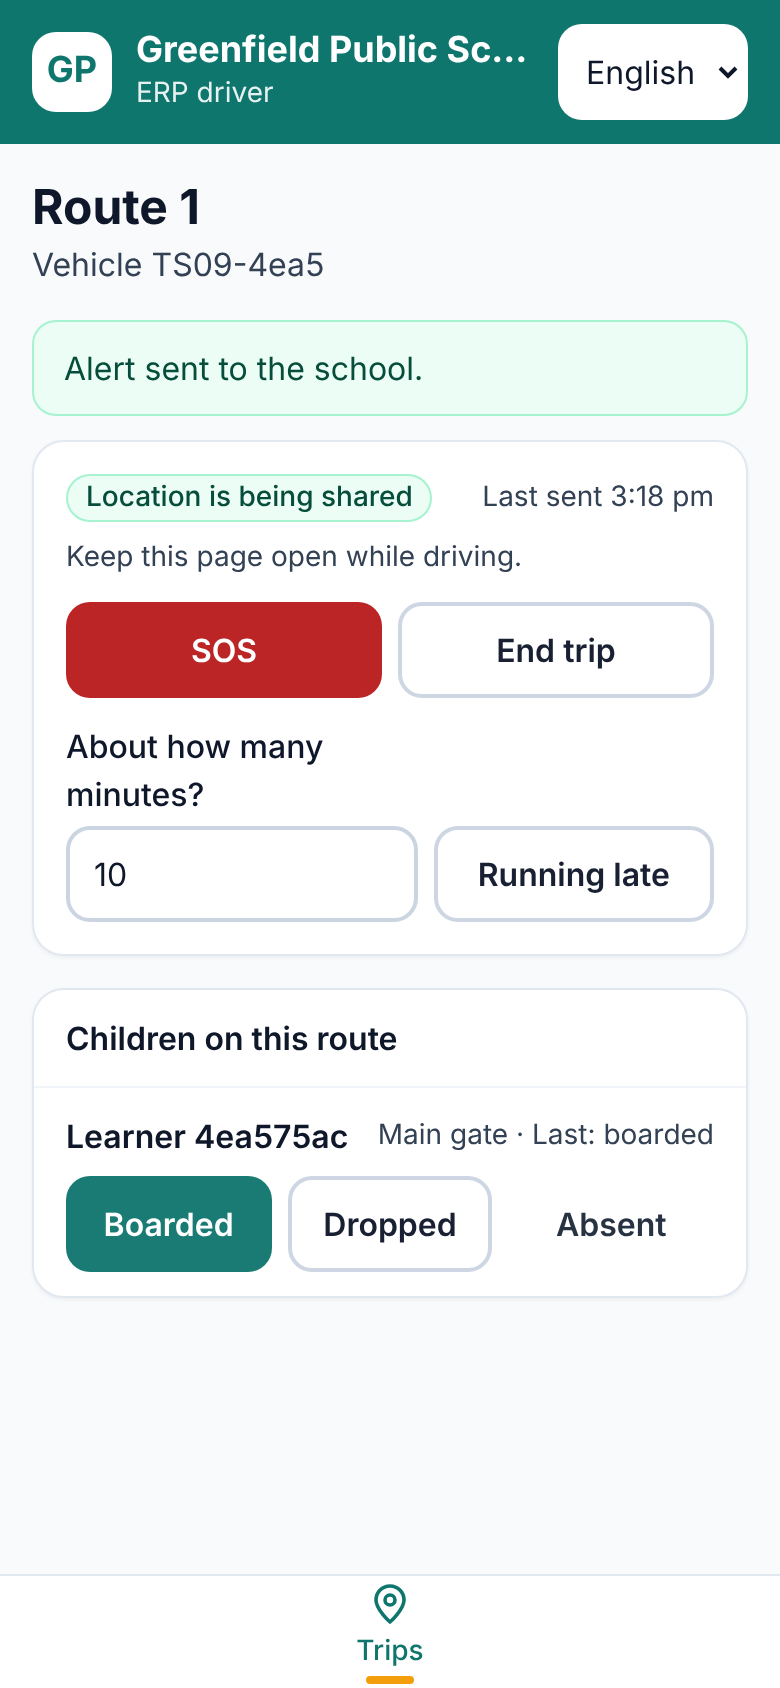 GP
Greenfield Public Sc...
ERP driver
English
Route 1
Vehicle TS09-4ea5
Alert sent to the school.
Location is being shared
Last sent 3:18 pm
Keep this page open while driving.
SOS
End trip
About how many
minutes?
10
Running late
Children on this route
Learner 4ea575ac
Main gate · Last: boarded
Boarded
Dropped
Absent
Trips